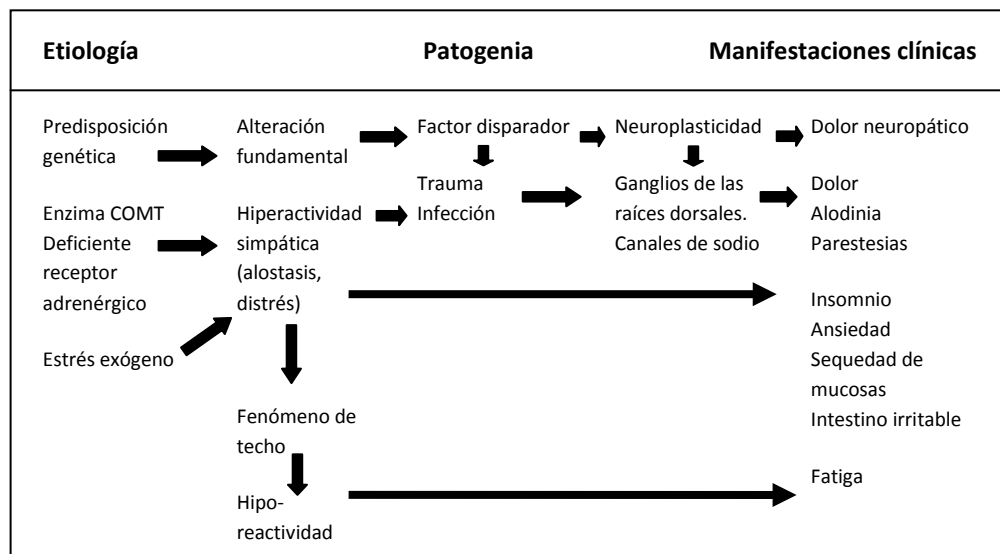 Etiología
Patogenia
Manifestaciones clínicas
Predisposición
genética
Alteración
fundamental
Factor disparador
Neuroplasticidad
Dolor neuropático
Trauma
Infección
Ganglios de las
raíces dorsales.
Canales de sodio
Dolor
Alodinia
Parestesias
Enzima COMT
Deficiente
receptor
adrenérgico
Hiperactividad
simpática
(alostasis,
distrés)
Estrés exógeno
Insomnio
Ansiedad
Sequedad de
mucosas
Intestino irritable
Fenómeno de
techo
Hipo-
reactividad
Fatiga